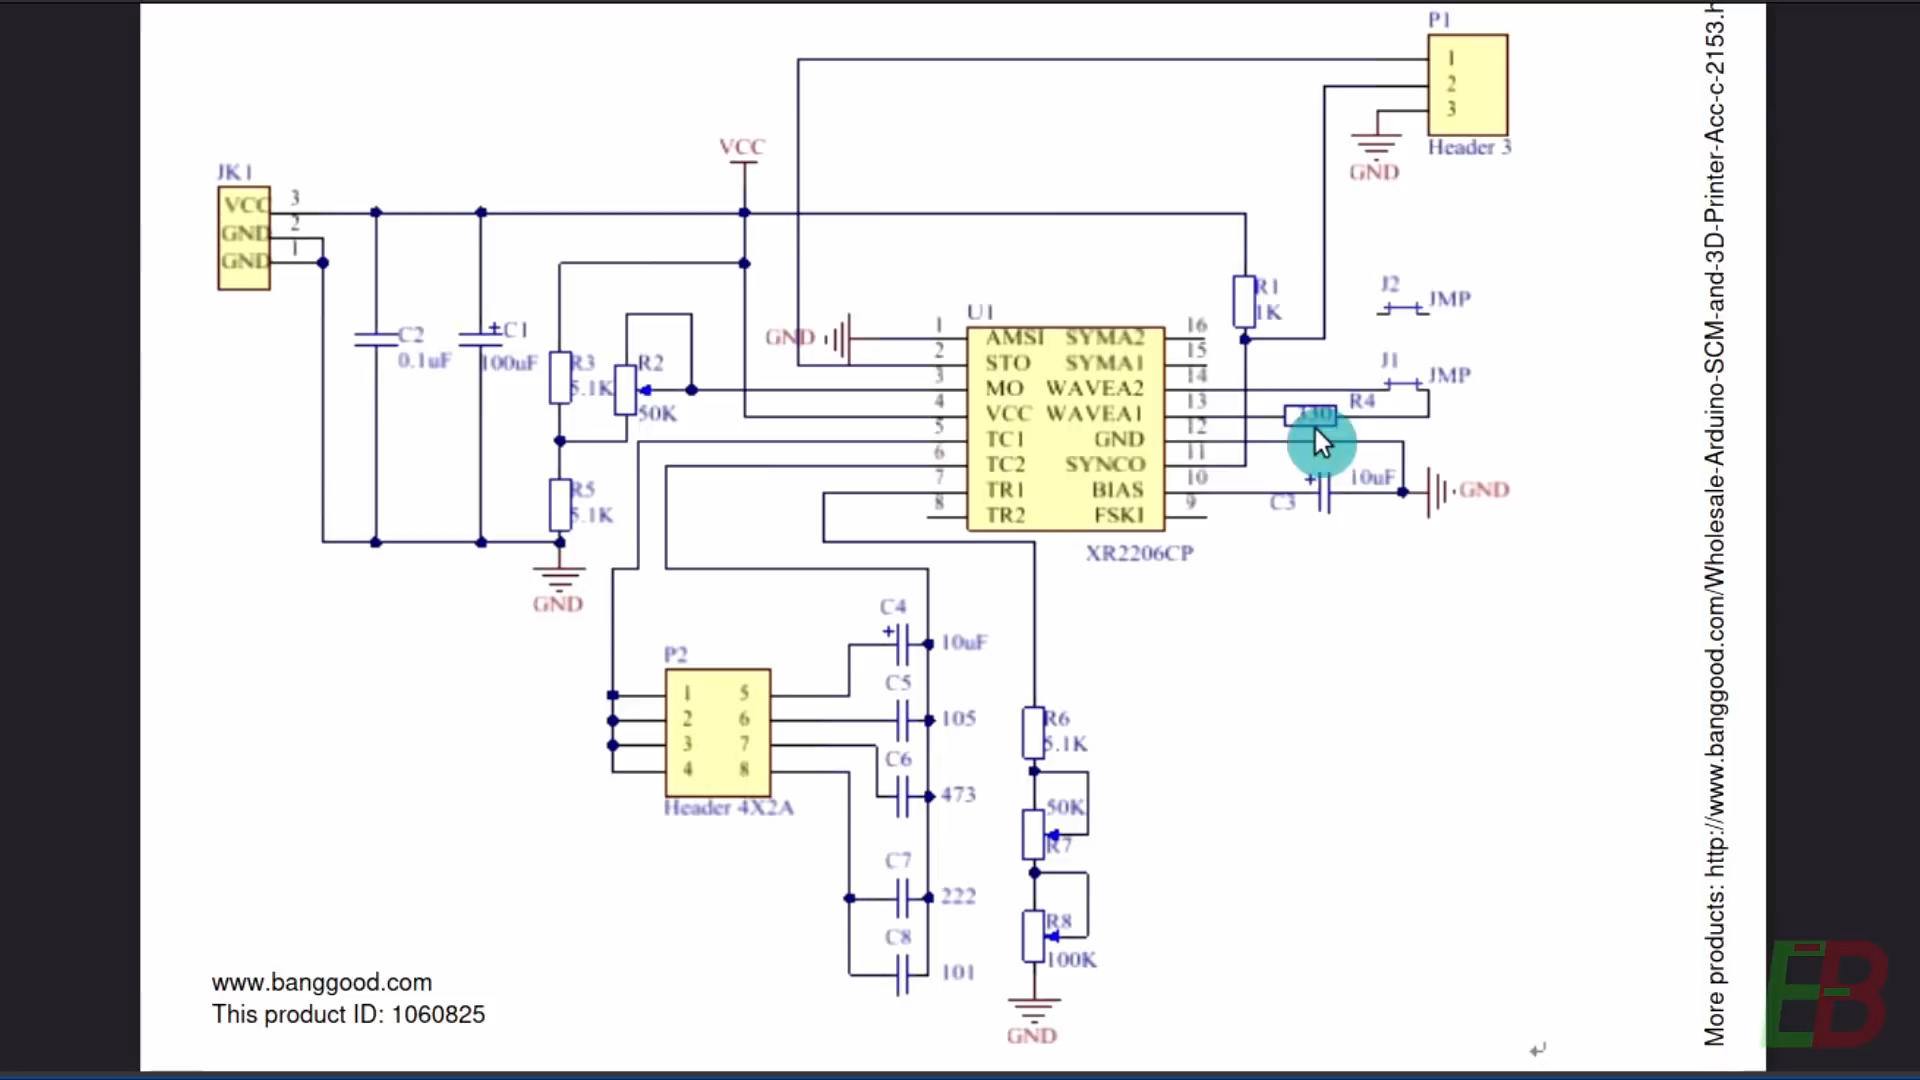 P1
1
2
3
Header 3
GND
VCC
JK1
VCC 3
GND 2
GND 1
C2
0.1uF
C1
100uF
R3
5.1K
R2
50K
R5
5.1K
GND
GND
U1
1 AMSI SYMA2 16
2 STO SYMA1 15
3 MO WAVEA2 14
4 VCC WAVEA1 13
5 TC1 GND 12
6 TC2 SYNCO 11
7 TR1 BIAS 10
8 TR2 FSKI 9
XR2206CP
R1
1K
J2
JMP
J1
JMP
R4
C3
10uF
GND
P2
1 5
2 6
3 7
4 8
Header 4X2A
C4
10uF
C5
105
C6
473
C7
222
C8
101
R6
5.1K
50K
R7
R8
100K
GND
www.banggood.com
This product ID: 1060825
More products: http://www.banggood.com/Wholesale-Arduino-SCM-and-3D-Printer-Acc-c-2153.h
EB